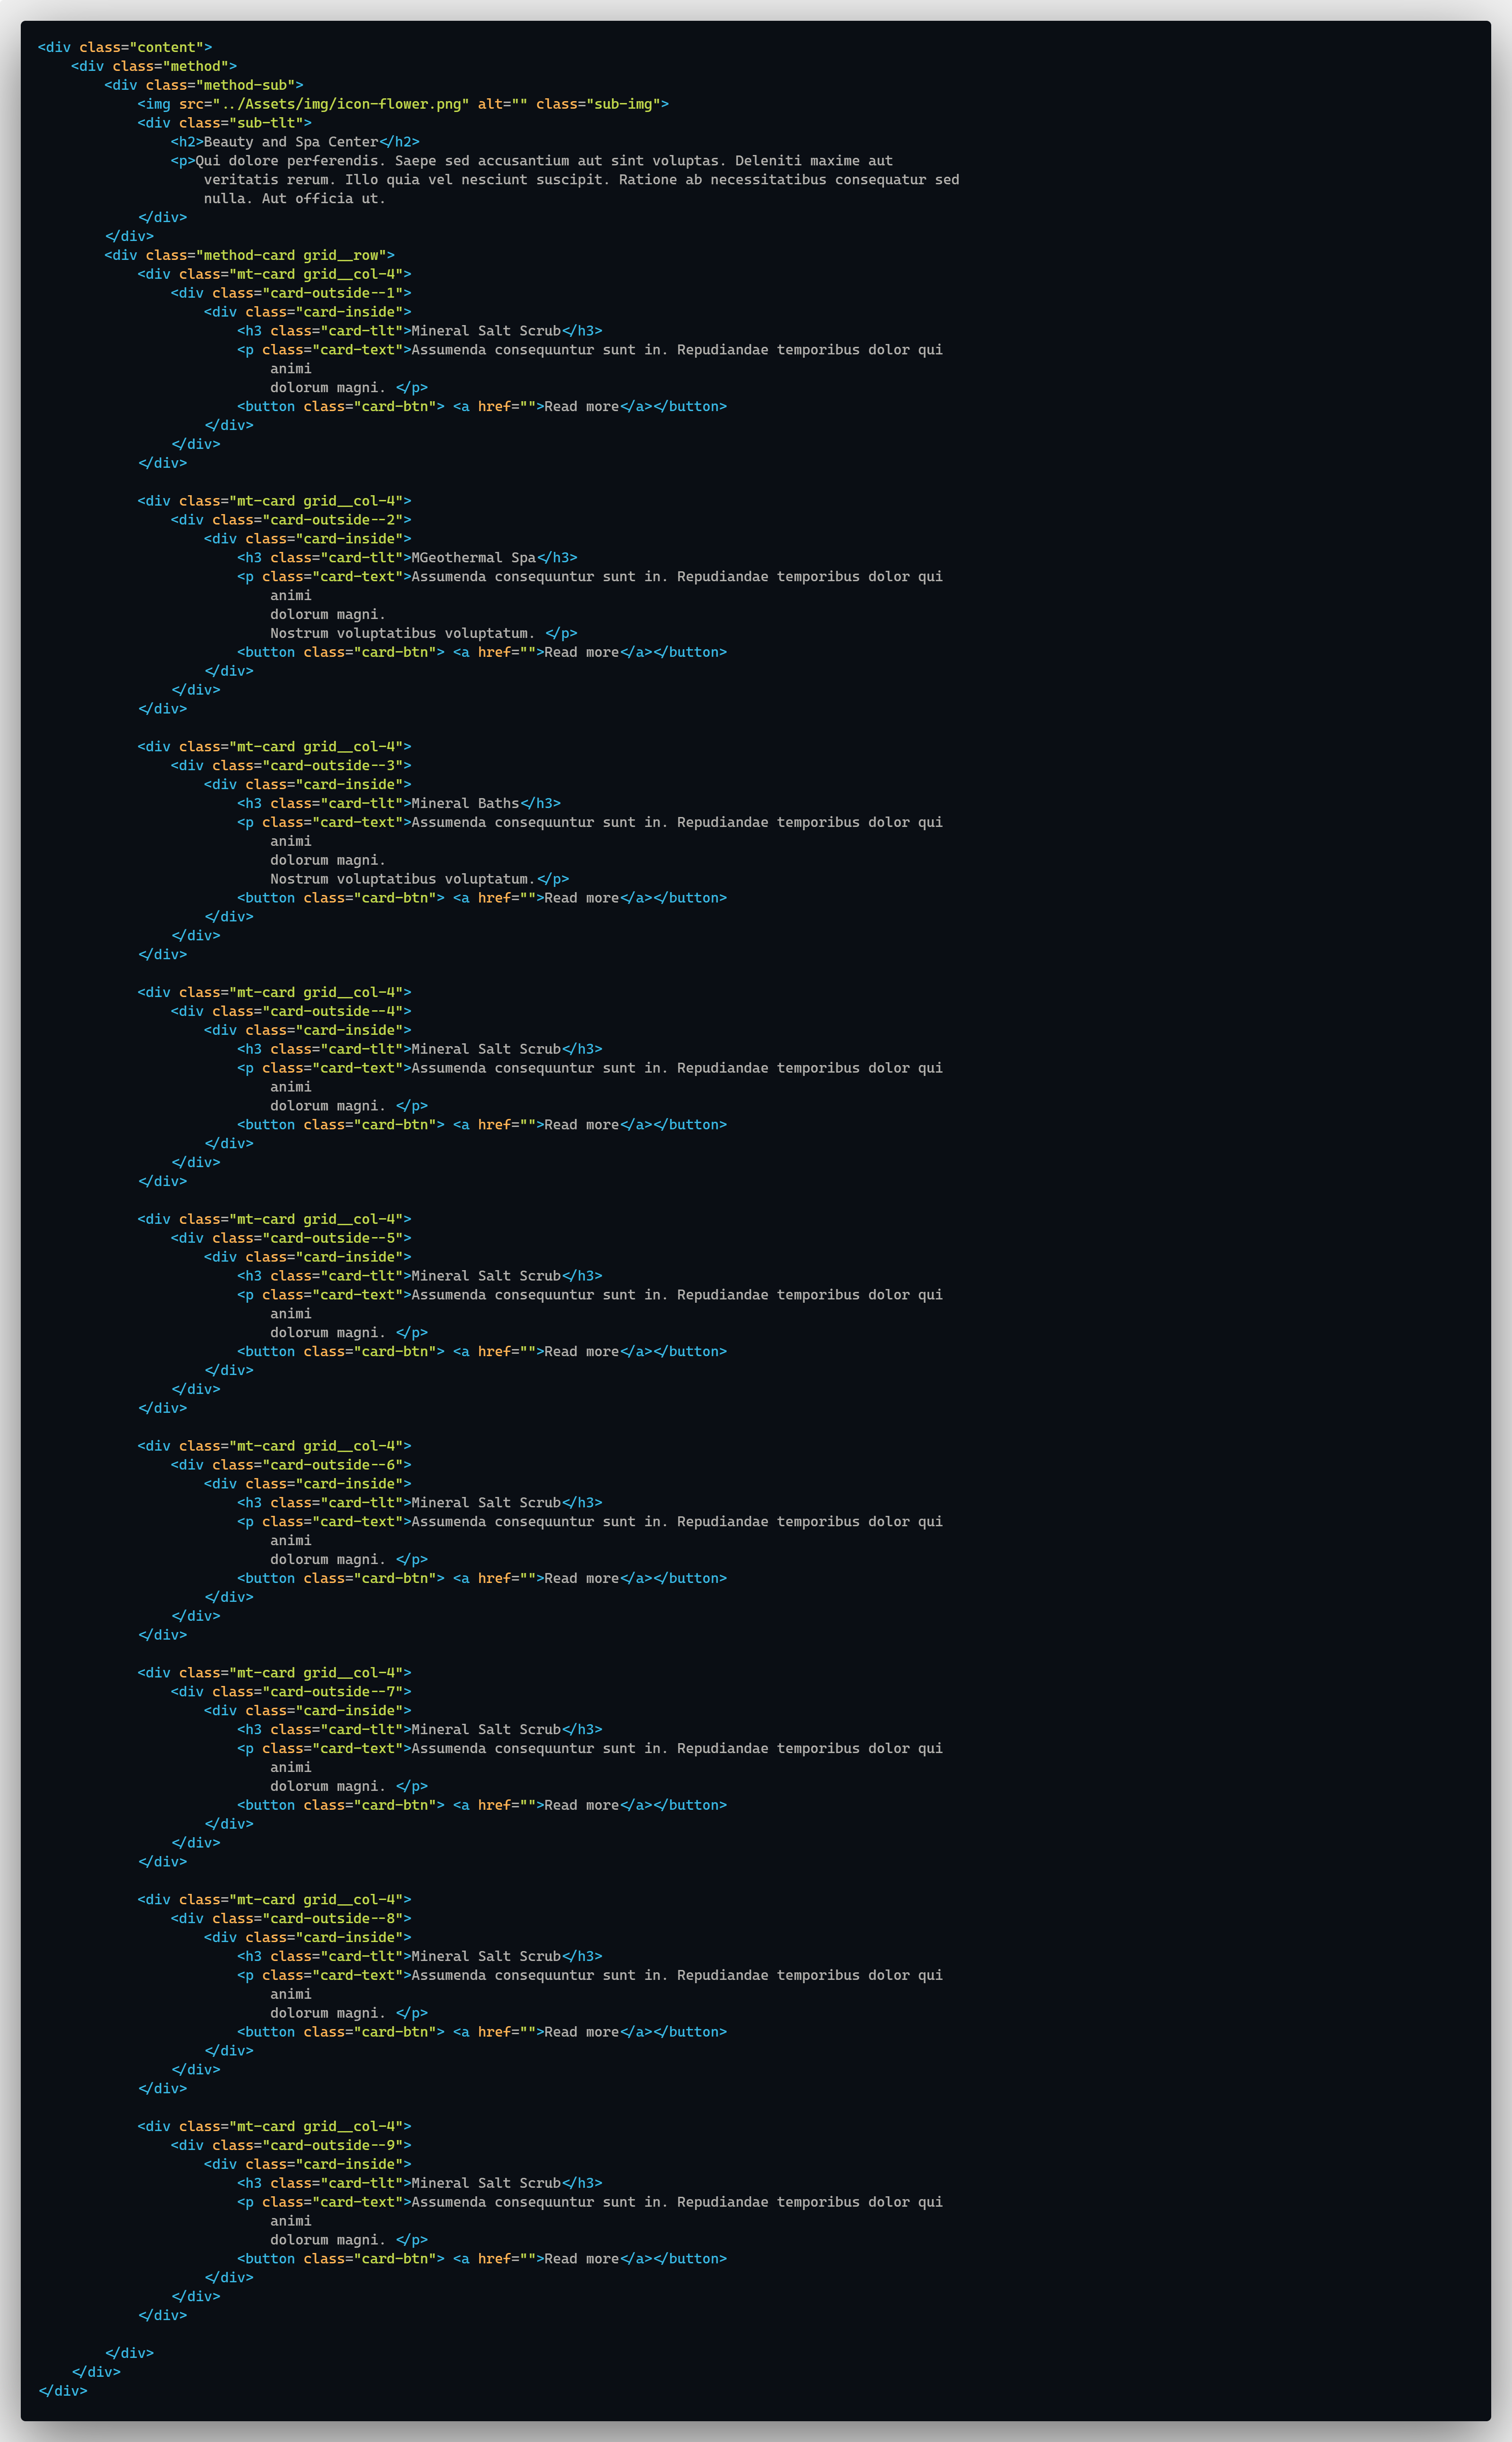 <div class="content">
    <div class="method">
        <div class="method-sub">
            <img src="../Assets/img/icon-flower.png" alt="" class="sub-img">
            <div class="sub-tlt">
                <h2>Beauty and Spa Center</h2>
                <p>Qui dolore perferendis. Saepe sed accusantium aut sint voluptas. Deleniti maxime aut
                    veritatis rerum. Illo quia vel nesciunt suscipit. Ratione ab necessitatibus consequatur sed
                    nulla. Aut officia ut.
            </div>
        </div>
        <div class="method-card grid__row">
            <div class="mt-card grid__col-4">
                <div class="card-outside--1">
                    <div class="card-inside">
                        <h3 class="card-tlt">Mineral Salt Scrub</h3>
                        <p class="card-text">Assumenda consequuntur sunt in. Repudiandae temporibus dolor qui
                            animi
                            dolorum magni. </p>
                        <button class="card-btn"> <a href="">Read more</a></button>
                    </div>
                </div>
            </div>

            <div class="mt-card grid__col-4">
                <div class="card-outside--2">
                    <div class="card-inside">
                        <h3 class="card-tlt">MGeothermal Spa</h3>
                        <p class="card-text">Assumenda consequuntur sunt in. Repudiandae temporibus dolor qui
                            animi
                            dolorum magni.
                            Nostrum voluptatibus voluptatum. </p>
                        <button class="card-btn"> <a href="">Read more</a></button>
                    </div>
                </div>
            </div>

            <div class="mt-card grid__col-4">
                <div class="card-outside--3">
                    <div class="card-inside">
                        <h3 class="card-tlt">Mineral Baths</h3>
                        <p class="card-text">Assumenda consequuntur sunt in. Repudiandae temporibus dolor qui
                            animi
                            dolorum magni.
                            Nostrum voluptatibus voluptatum.</p>
                        <button class="card-btn"> <a href="">Read more</a></button>
                    </div>
                </div>
            </div>

            <div class="mt-card grid__col-4">
                <div class="card-outside--4">
                    <div class="card-inside">
                        <h3 class="card-tlt">Mineral Salt Scrub</h3>
                        <p class="card-text">Assumenda consequuntur sunt in. Repudiandae temporibus dolor qui
                            animi
                            dolorum magni. </p>
                        <button class="card-btn"> <a href="">Read more</a></button>
                    </div>
                </div>
            </div>

            <div class="mt-card grid__col-4">
                <div class="card-outside--5">
                    <div class="card-inside">
                        <h3 class="card-tlt">Mineral Salt Scrub</h3>
                        <p class="card-text">Assumenda consequuntur sunt in. Repudiandae temporibus dolor qui
                            animi
                            dolorum magni. </p>
                        <button class="card-btn"> <a href="">Read more</a></button>
                    </div>
                </div>
            </div>

            <div class="mt-card grid__col-4">
                <div class="card-outside--6">
                    <div class="card-inside">
                        <h3 class="card-tlt">Mineral Salt Scrub</h3>
                        <p class="card-text">Assumenda consequuntur sunt in. Repudiandae temporibus dolor qui
                            animi
                            dolorum magni. </p>
                        <button class="card-btn"> <a href="">Read more</a></button>
                    </div>
                </div>
            </div>

            <div class="mt-card grid__col-4">
                <div class="card-outside--7">
                    <div class="card-inside">
                        <h3 class="card-tlt">Mineral Salt Scrub</h3>
                        <p class="card-text">Assumenda consequuntur sunt in. Repudiandae temporibus dolor qui
                            animi
                            dolorum magni. </p>
                        <button class="card-btn"> <a href="">Read more</a></button>
                    </div>
                </div>
            </div>

            <div class="mt-card grid__col-4">
                <div class="card-outside--8">
                    <div class="card-inside">
                        <h3 class="card-tlt">Mineral Salt Scrub</h3>
                        <p class="card-text">Assumenda consequuntur sunt in. Repudiandae temporibus dolor qui
                            animi
                            dolorum magni. </p>
                        <button class="card-btn"> <a href="">Read more</a></button>
                    </div>
                </div>
            </div>

            <div class="mt-card grid__col-4">
                <div class="card-outside--9">
                    <div class="card-inside">
                        <h3 class="card-tlt">Mineral Salt Scrub</h3>
                        <p class="card-text">Assumenda consequuntur sunt in. Repudiandae temporibus dolor qui
                            animi
                            dolorum magni. </p>
                        <button class="card-btn"> <a href="">Read more</a></button>
                    </div>
                </div>
            </div>

        </div>
    </div>
</div>